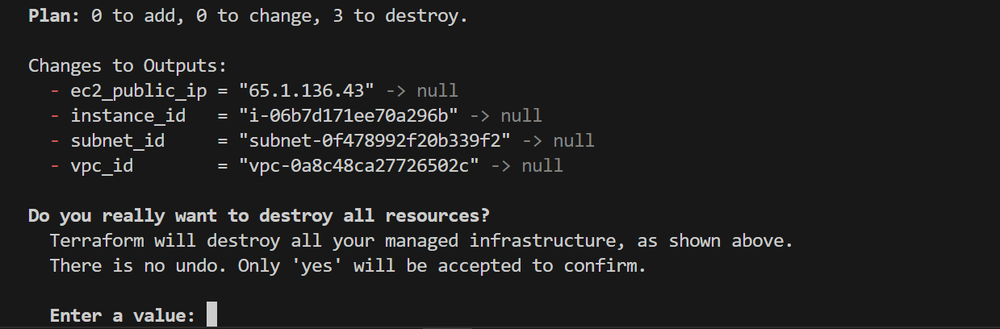 Plan: 0 to add, 0 to change, 3 to destroy.
Changes to Outputs:
- ec2_public_ip = "65.1.136.43" -> null
- instance_id   = "i-06b7d171ee70a296b" -> null
- subnet_id     = "subnet-0f478992f20b339f2" -> null
- vpc_id        = "vpc-0a8c48ca27726502c" -> null
Do you really want to destroy all resources?
Terraform will destroy all your managed infrastructure, as shown above.
There is no undo. Only 'yes' will be accepted to confirm.
Enter a value: